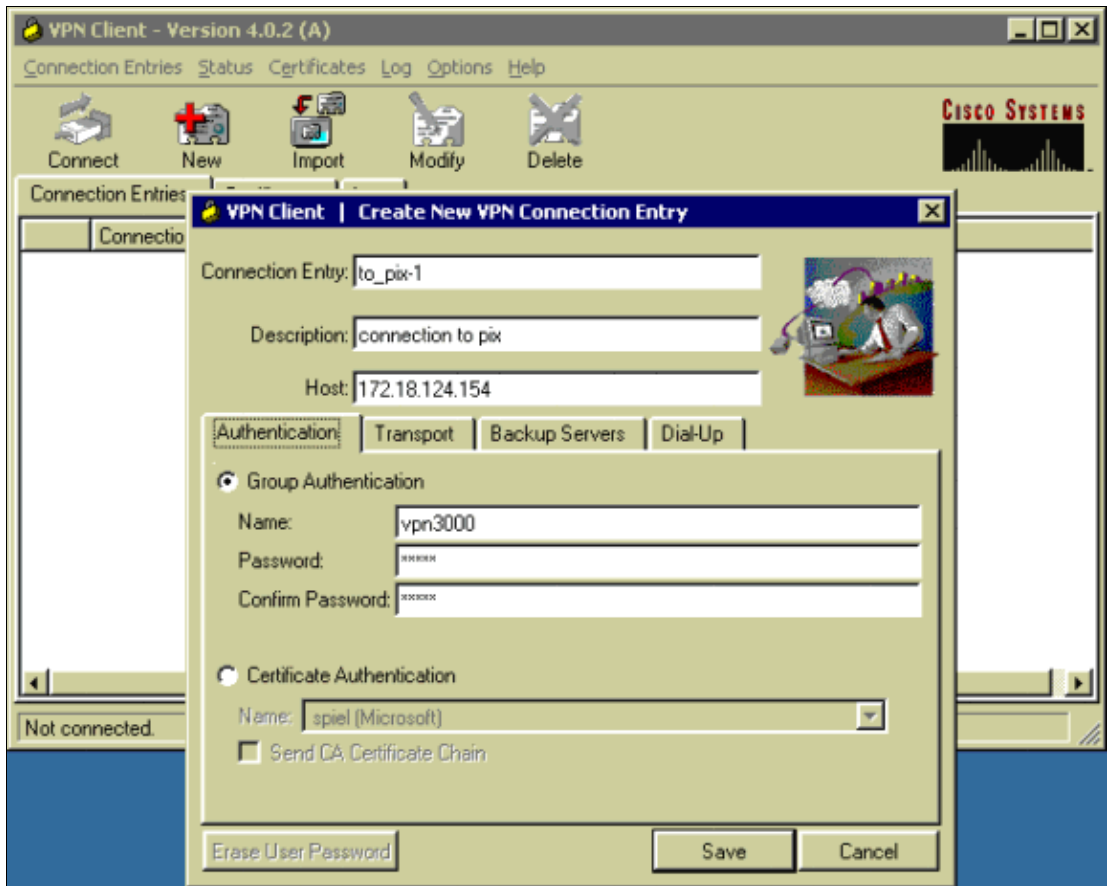 VPN Client - Version 4.0.2 (A)
Connection Entries Status Certificates Log Options Help
CISCO SYSTEMS
Connect New Import Modify Delete
Connection Entries
Connectio
VPN Client | Create New VPN Connection Entry
Connection Entry: to_pix-1
Description: connection to pix
Host: 172.18.124.154
Authentication Transport Backup Servers Dial-Up
Group Authentication
Name: vpn3000
Password: *****
Confirm Password: *****
Certificate Authentication
Name: spiel (Microsoft)
Send CA Certificate Chain
Not connected.
Erase User Password Save Cancel